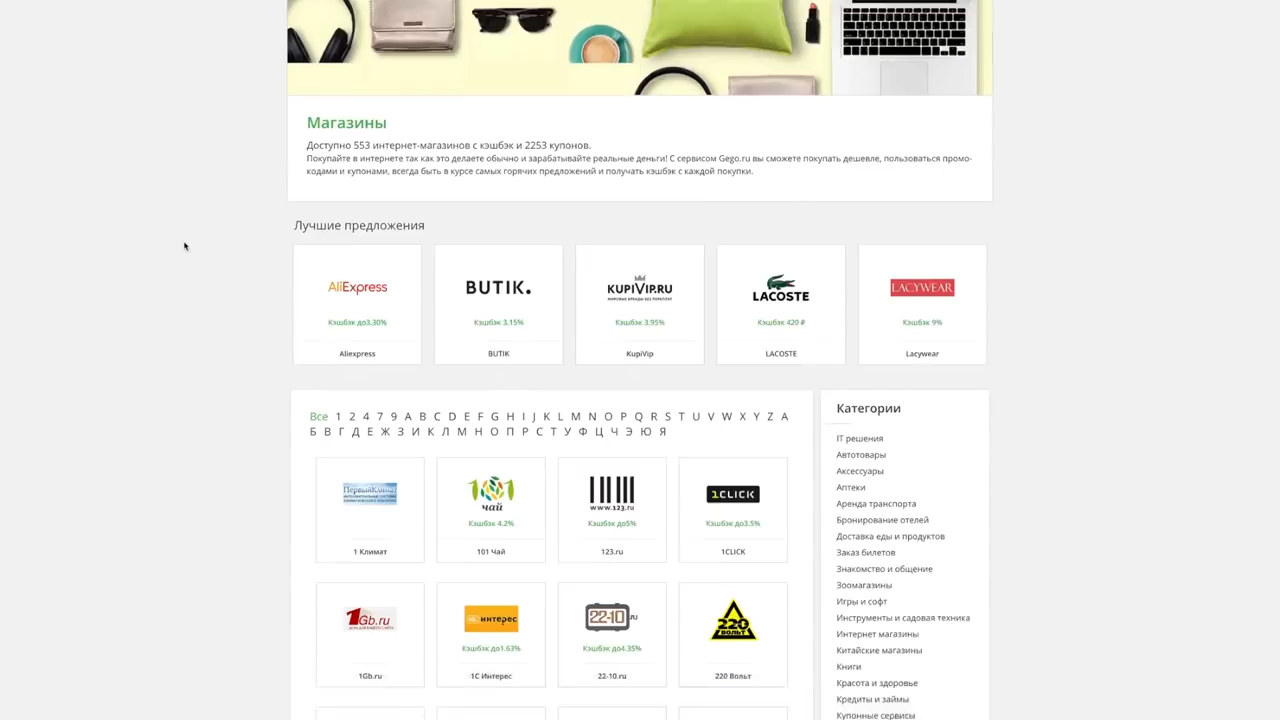 Магазины
Доступно 553 интернет-магазинов с кэшбэк и 2253 купонов.
Покупайте в интернете так как это делаете обычно и зарабатывайте реальные деньги! С сервисом Gego.ru вы сможете покупать дешевле, пользоваться промо-
кодами и купонами, всегда быть в курсе самых горячих предложений и получать кэшбэк с каждой покупки.
Лучшие предложения
AliExpress
Кэшбэк до3.30%
Aliexpress
BUTIK.
Кэшбэк 3.15%
BUTIK
KUPIVIP.RU
МИРОВЫЕ БРЕНДЫ БЕЗ ПЕРЕПЛАТ
Кэшбэк 3.95%
KupiVip
LACOSTE
Кэшбэк 420 ₽
LACOSTE
LACYWEAR
Кэшбэк 9%
Lacywear
Все 1 2 4 7 9 A B C D E F G H I J K L M N O P Q R S T U V W X Y Z А
Б В Г Д Е Ж З И К Л М Н О П Р С Т У Ф Ц Ч Э Ю Я
ПервыйКлимат
1 Климат
101
чай
Кэшбэк 4.2%
101 Чай
www.123.ru
Кэшбэк до5%
123.ru
1CLICK
Кэшбэк до3.5%
1CLICK
1Gb.ru
1Gb.ru
1С интерес
Кэшбэк до1.63%
1С Интерес
22-10.ru
Кэшбэк до4.35%
22-10.ru
220
ВОЛЬТ
220 Вольт
Категории
IT решения
Автотовары
Аксессуары
Аптеки
Аренда транспорта
Бронирование отелей
Доставка еды и продуктов
Заказ билетов
Знакомство и общение
Зоомагазины
Игры и софт
Инструменты и садовая техника
Интернет магазины
Китайские магазины
Книги
Красота и здоровье
Кредиты и займы
Купонные сервисы